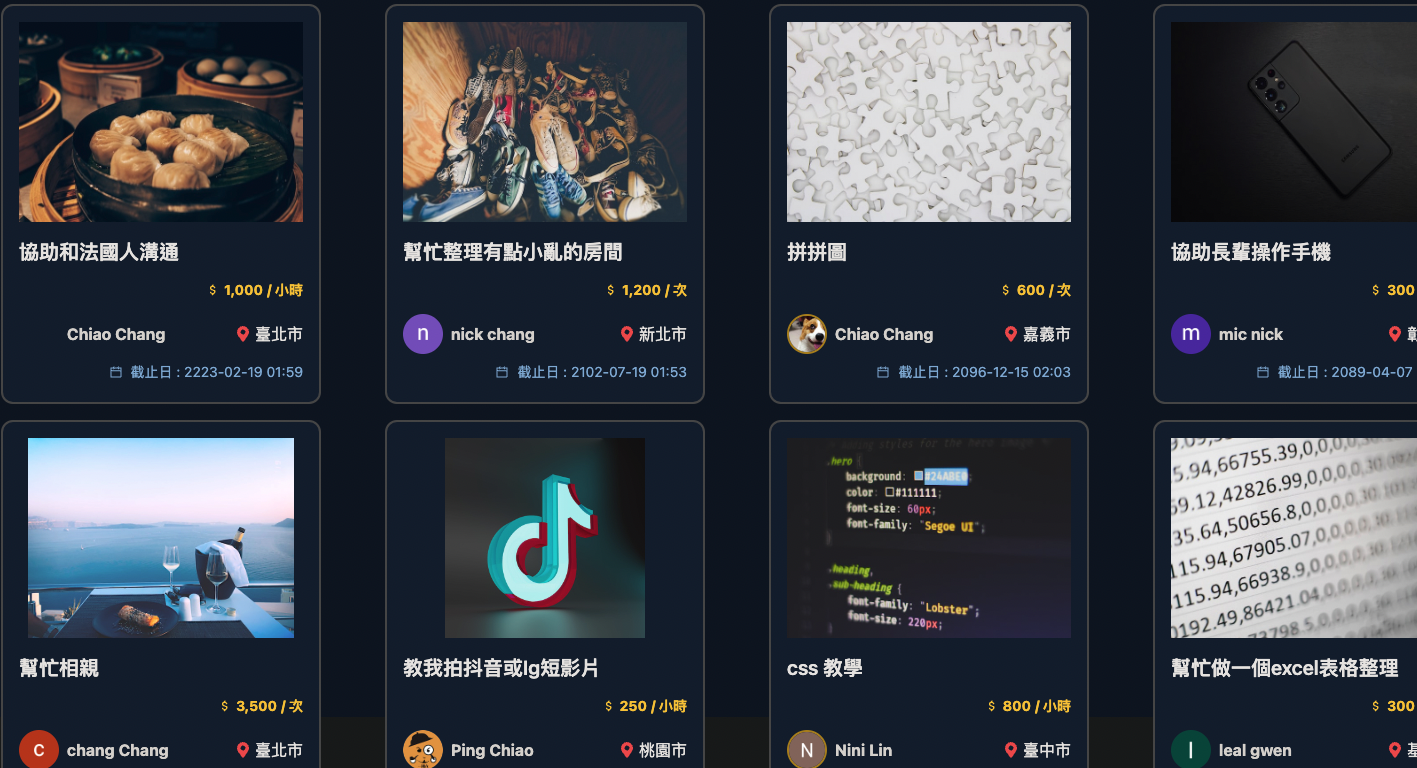 協助和法國人溝通
$ 1,000 / 小時
Chiao Chang
臺北市
截止日 : 2223-02-19 01:59
幫忙整理有點小亂的房間
$ 1,200 / 次
n
nick chang
新北市
截止日 : 2102-07-19 01:53
拼拼圖
$ 600 / 次
Chiao Chang
嘉義市
截止日 : 2096-12-15 02:03
協助長輩操作手機
$ 300
m
mic nick
截止日 : 2089-04-07
幫忙相親
$ 3,500 / 次
C
chang Chang
臺北市
教我拍抖音或Ig短影片
$ 250 / 小時
Ping Chiao
桃園市
.hero {
background: #24ABE0;
color: #111111;
font-size: 60px;
font-family: "Segoe UI";
}
.heading,
.sub-heading {
font-family: "Lobster";
font-size: 220px;
}
css 教學
$ 800 / 小時
N
Nini Lin
臺中市
5.94,66755.39,0,0,0,0,30
59.12,42826.99,0,0,0,0
35.64,50656.8,0,0,0,0
115.94,67905.07,0,0,0,0
115.94,66938.9,0,0,0,0
0192.49,86421.04,0,0,0
幫忙做一個excel表格整理
$ 300
l
leal gwen